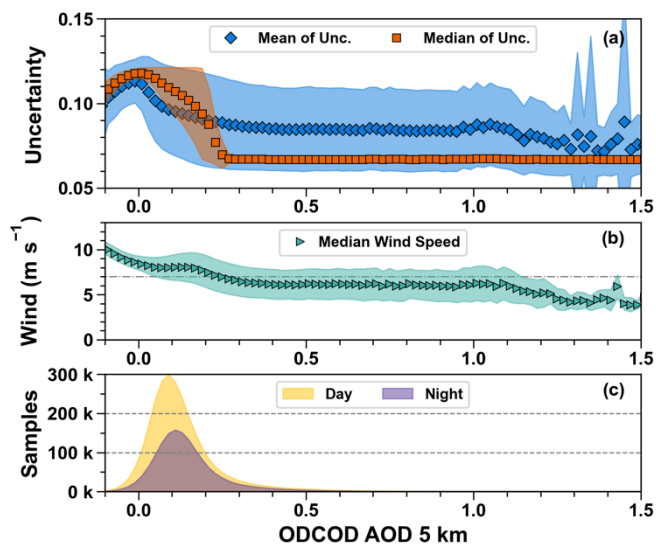 0.15
Mean of Unc.
Median of Unc.
(a)
0.10
0.05
Uncertainty
0.0
0.5
1.0
1.5
Median Wind Speed
(b)
10
5
0
Wind (m s⁻¹)
0.0
0.5
1.0
1.5
300 k
Day
Night
(c)
200 k
100 k
0 k
Samples
0.0
0.5
1.0
1.5
ODCOD AOD 5 km